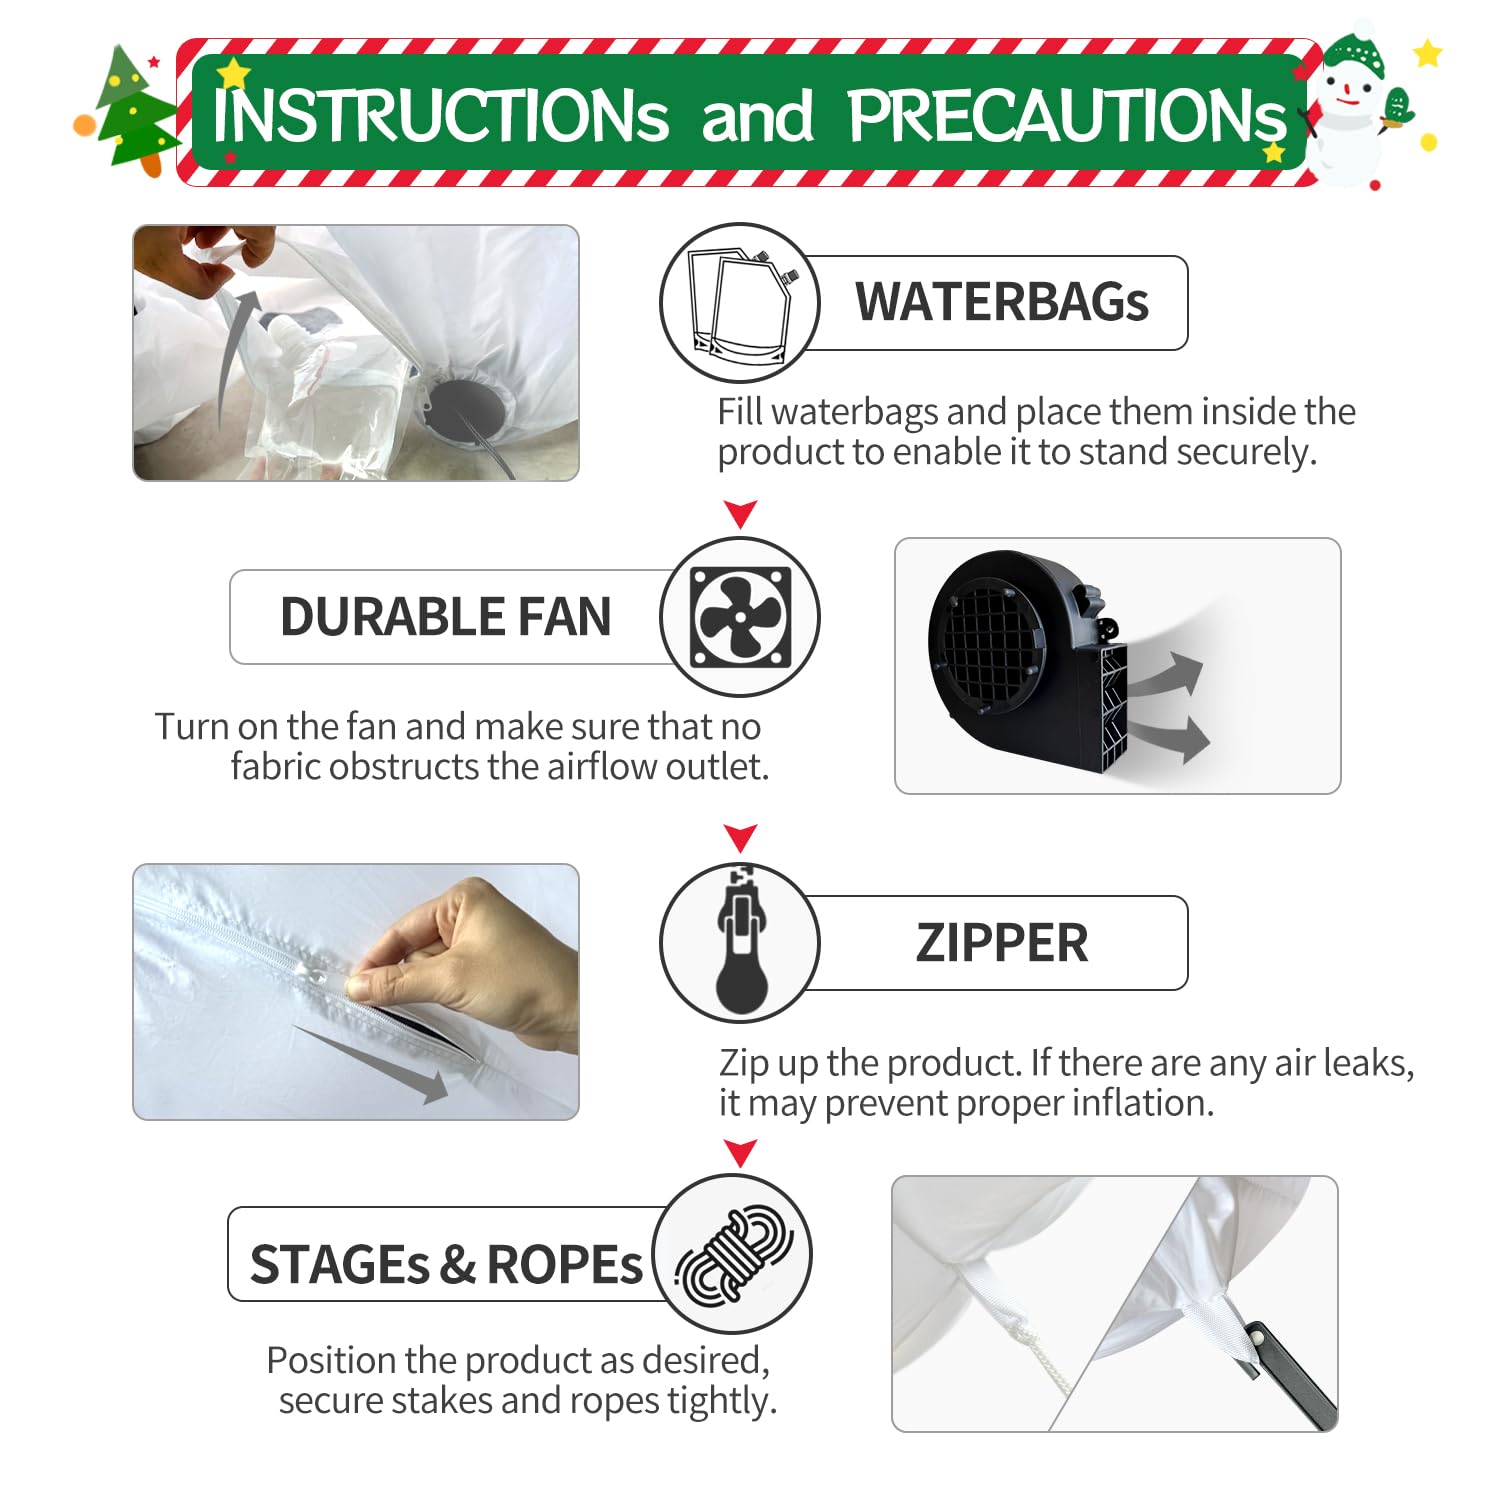 INSTRUCTIONs and PRECAUTIONs
WATERBAGs
Fill waterbags and place them inside the
product to enable it to stand securely.
DURABLE FAN
Turn on the fan and make sure that no
fabric obstructs the airflow outlet.
ZIPPER
Zip up the product. If there are any air leaks,
it may prevent proper inflation.
STAGEs & ROPEs
Position the product as desired,
secure stakes and ropes tightly.